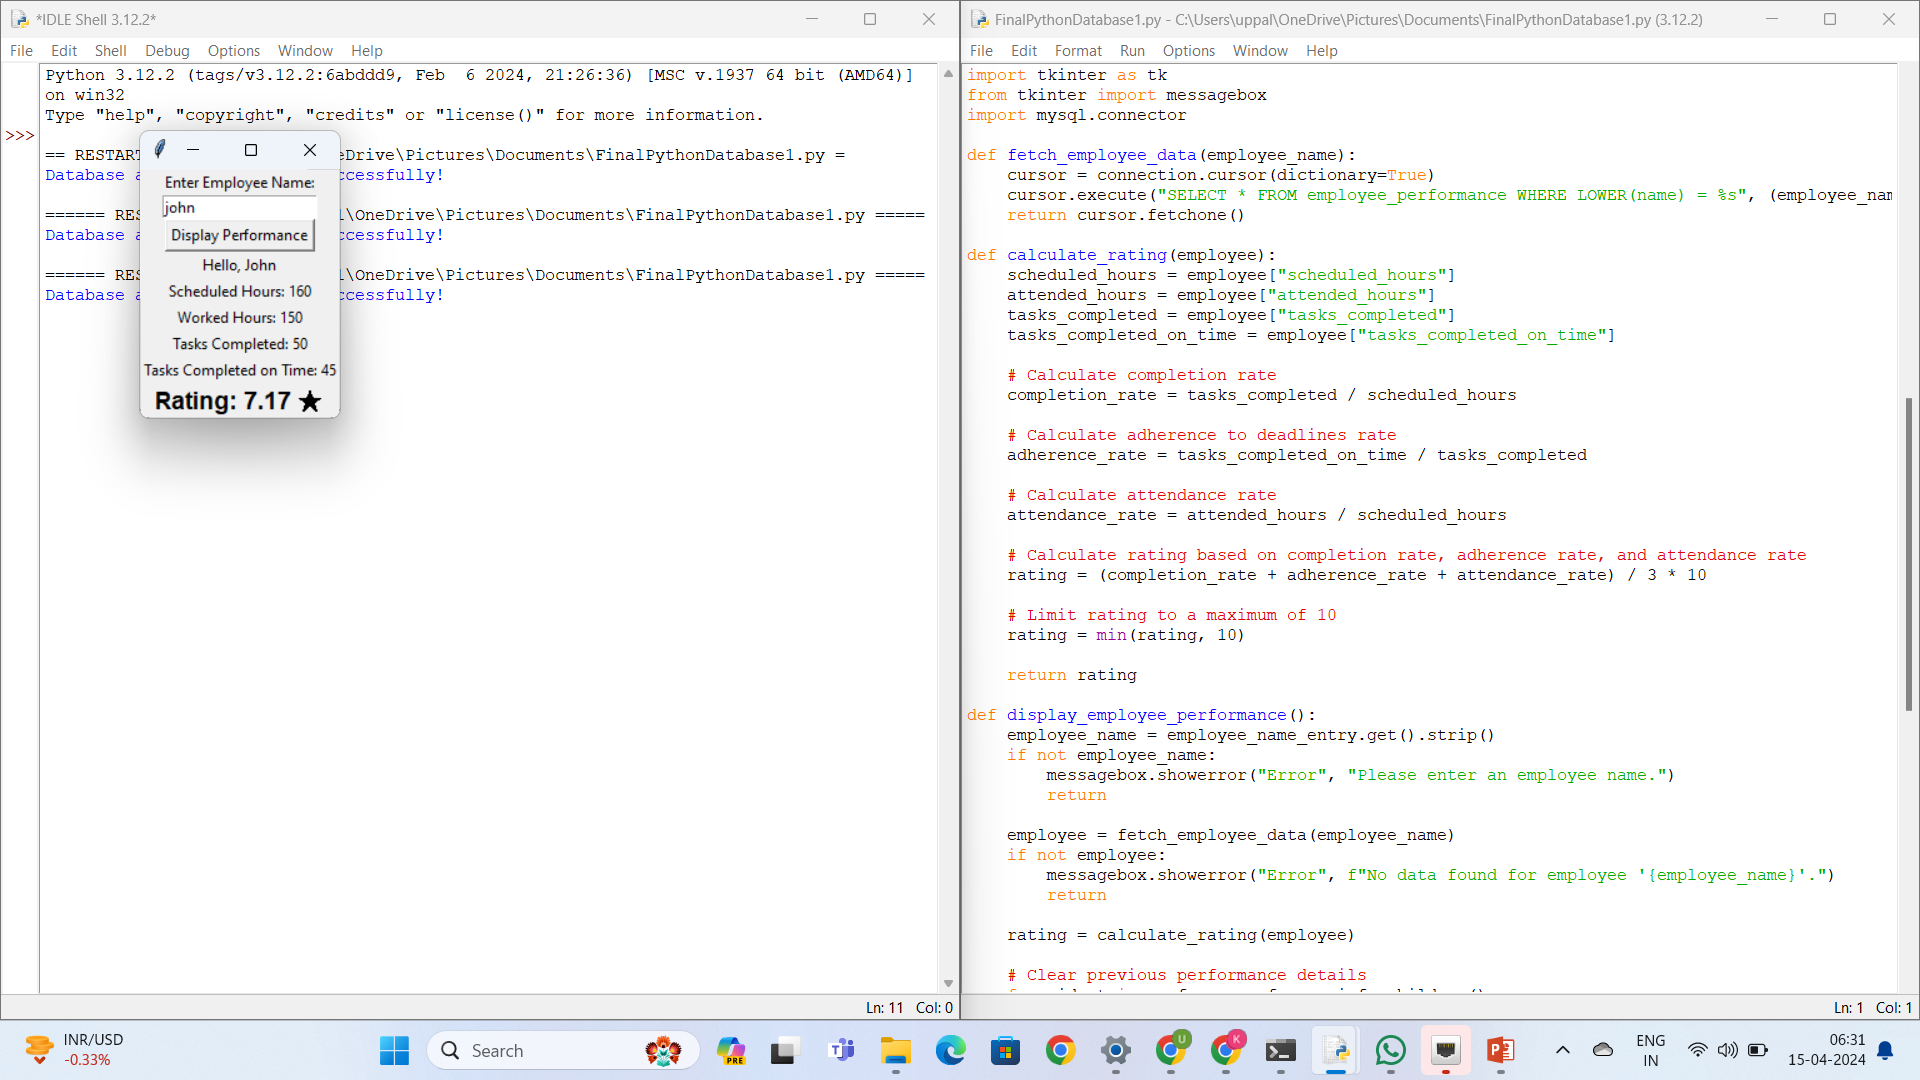 *IDLE Shell 3.12.2*
File Edit Shell Debug Options Window Help
Python 3.12.2 (tags/v3.12.2:6abddd9, Feb  6 2024, 21:26:36) [MSC v.1937 64 bit (AMD64)]
on win32
Type "help", "copyright", "credits" or "license()" for more information.
>>>
== RESTART
eDrive\Pictures\Documents\FinalPythonDatabase1.py =
Database a
ccessfully!
====== RES
l\OneDrive\Pictures\Documents\FinalPythonDatabase1.py =====
Database a
ccessfully!
====== RES
l\OneDrive\Pictures\Documents\FinalPythonDatabase1.py =====
Database a
ccessfully!
Enter Employee Name:
john
Display Performance
Hello, John
Scheduled Hours: 160
Worked Hours: 150
Tasks Completed: 50
Tasks Completed on Time: 45
Rating: 7.17 ★
Ln: 11 Col: 0
FinalPythonDatabase1.py - C:\Users\uppal\OneDrive\Pictures\Documents\FinalPythonDatabase1.py (3.12.2)
File Edit Format Run Options Window Help
import tkinter as tk
from tkinter import messagebox
import mysql.connector
def fetch_employee_data(employee_name):
    cursor = connection.cursor(dictionary=True)
    cursor.execute("SELECT * FROM employee_performance WHERE LOWER(name) = %s", (employee_nam
    return cursor.fetchone()
def calculate_rating(employee):
    scheduled_hours = employee["scheduled_hours"]
    attended_hours = employee["attended_hours"]
    tasks_completed = employee["tasks_completed"]
    tasks_completed_on_time = employee["tasks_completed_on_time"]
    # Calculate completion rate
    completion_rate = tasks_completed / scheduled_hours
    # Calculate adherence to deadlines rate
    adherence_rate = tasks_completed_on_time / tasks_completed
    # Calculate attendance rate
    attendance_rate = attended_hours / scheduled_hours
    # Calculate rating based on completion rate, adherence rate, and attendance rate
    rating = (completion_rate + adherence_rate + attendance_rate) / 3 * 10
    # Limit rating to a maximum of 10
    rating = min(rating, 10)
    return rating
def display_employee_performance():
    employee_name = employee_name_entry.get().strip()
    if not employee_name:
        messagebox.showerror("Error", "Please enter an employee name.")
        return
    employee = fetch_employee_data(employee_name)
    if not employee:
        messagebox.showerror("Error", f"No data found for employee '{employee_name}'.")
        return
    rating = calculate_rating(employee)
    # Clear previous performance details
Ln: 1 Col: 1
INR/USD
-0.33%
Search
PRE
U
K
ENG
IN
06:31
15-04-2024